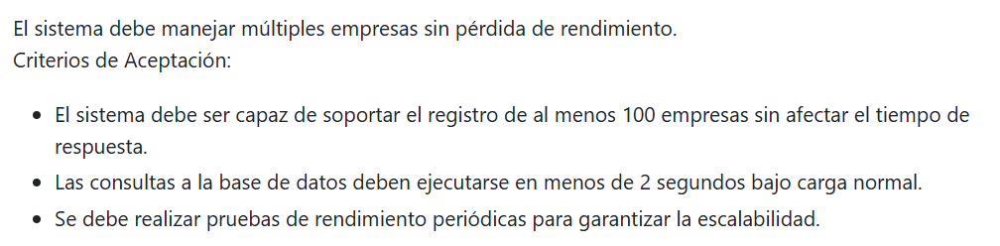 El sistema debe manejar múltiples empresas sin pérdida de rendimiento.
Criterios de Aceptación:
• El sistema debe ser capaz de soportar el registro de al menos 100 empresas sin afectar el tiempo de
respuesta.
• Las consultas a la base de datos deben ejecutarse en menos de 2 segundos bajo carga normal.
• Se debe realizar pruebas de rendimiento periódicas para garantizar la escalabilidad.